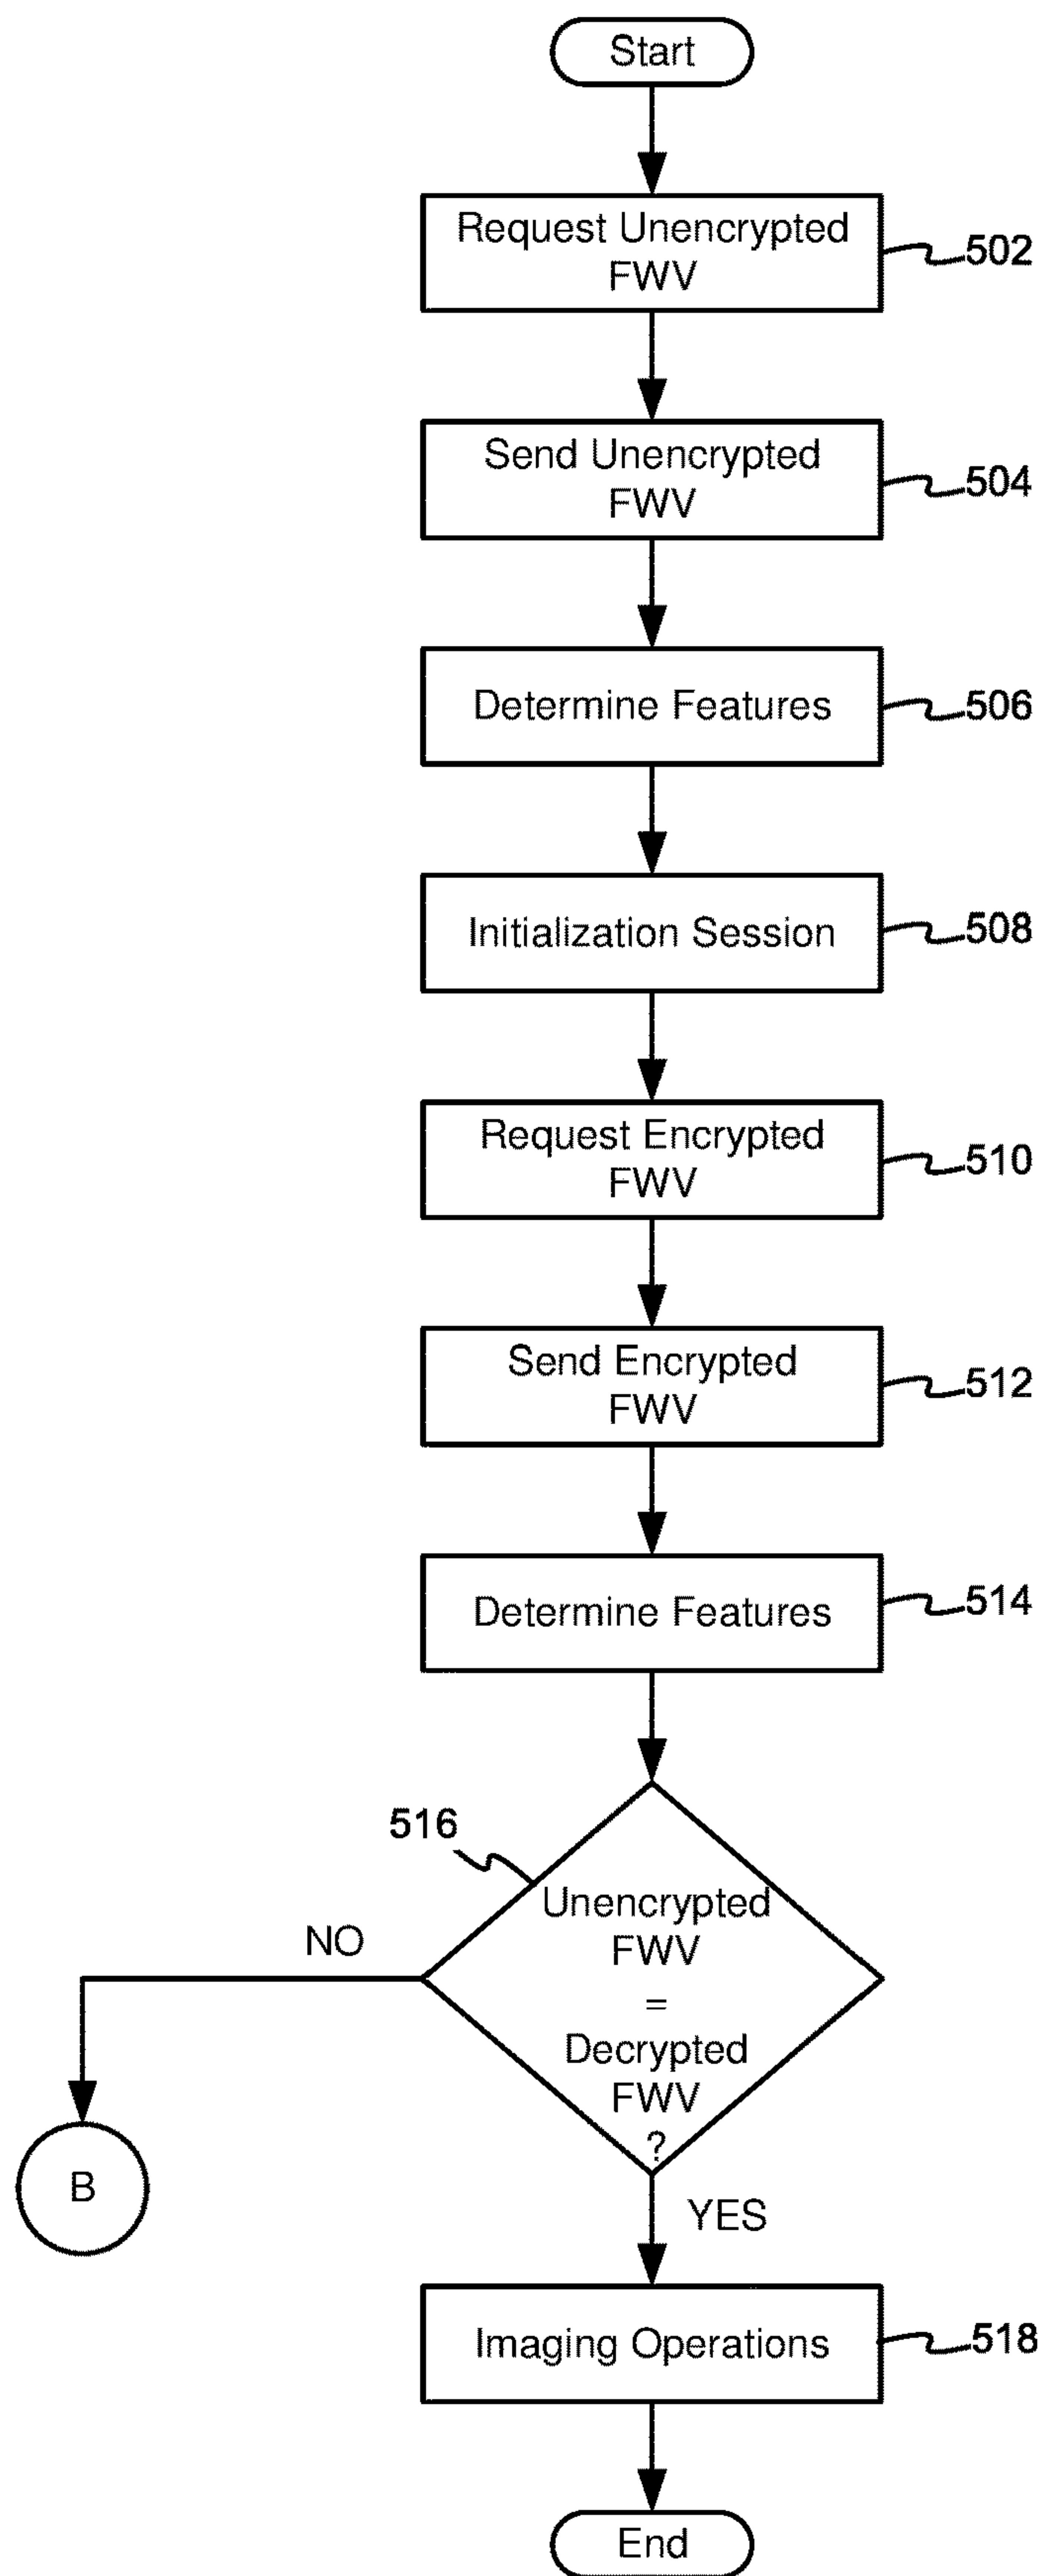 Start
Request Unencrypted
FWV
502
Send Unencrypted
FWV
504
Determine Features
506
Initialization Session
508
Request Encrypted
FWV
510
Send Encrypted
FWV
512
Determine Features
514
516
Unencrypted
FWV
=
Decrypted
FWV
?
NO
B
YES
Imaging Operations
518
End